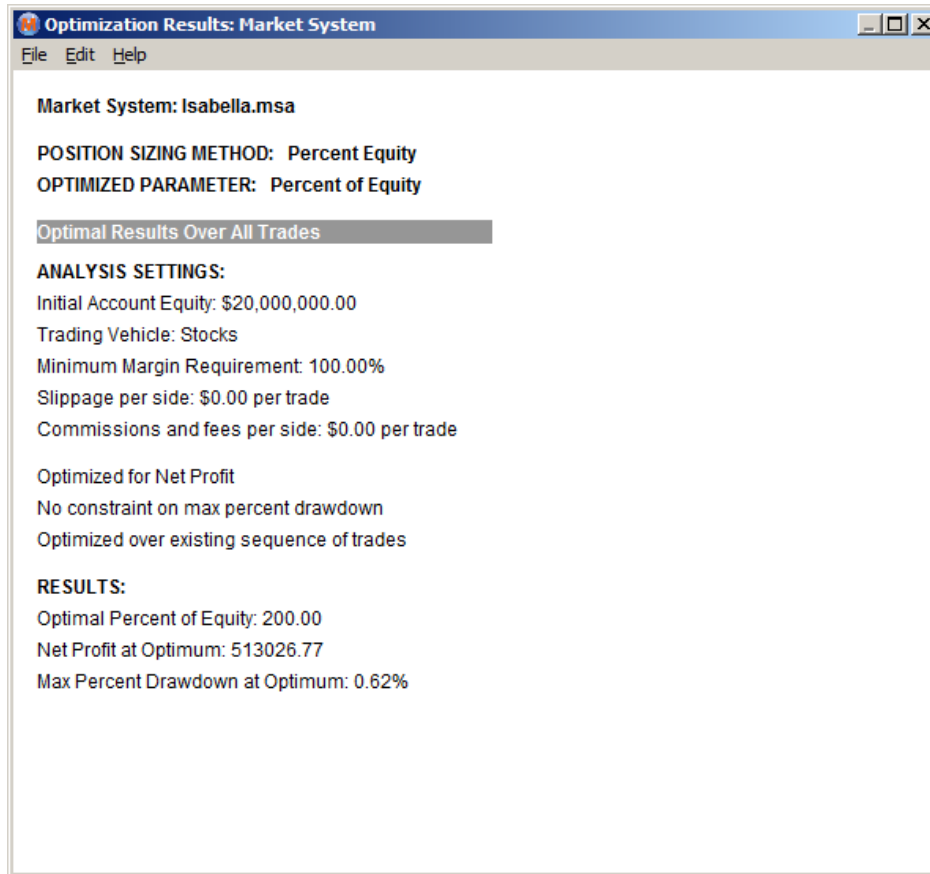 Optimization Results: Market System
File Edit Help
Market System: Isabella.msa
POSITION SIZING METHOD: Percent Equity
OPTIMIZED PARAMETER: Percent of Equity
Optimal Results Over All Trades
ANALYSIS SETTINGS:
Initial Account Equity: $20,000,000.00
Trading Vehicle: Stocks
Minimum Margin Requirement: 100.00%
Slippage per side: $0.00 per trade
Commissions and fees per side: $0.00 per trade
Optimized for Net Profit
No constraint on max percent drawdown
Optimized over existing sequence of trades
RESULTS:
Optimal Percent of Equity: 200.00
Net Profit at Optimum: 513026.77
Max Percent Drawdown at Optimum: 0.62%